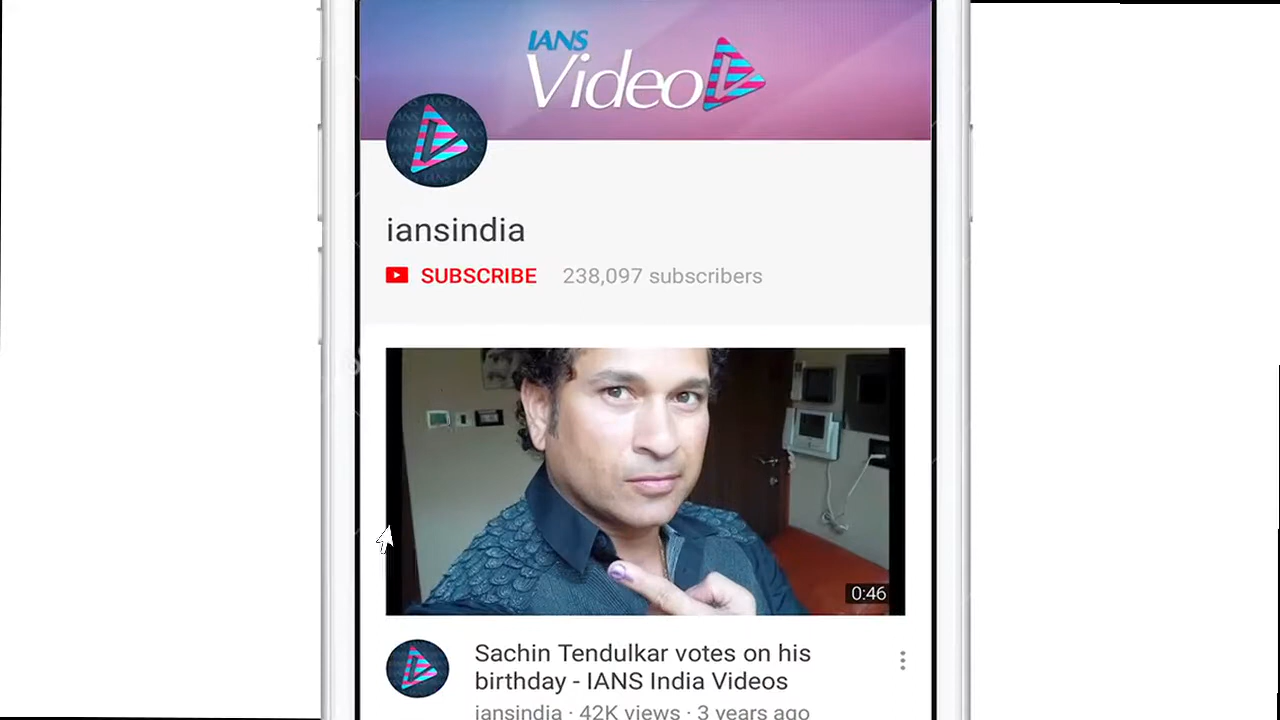 IANS
Video
iansindia
SUBSCRIBE 238,097 subscribers
0:46
Sachin Tendulkar votes on his
birthday - IANS India Videos
iansindia · 42K views · 3 years ago